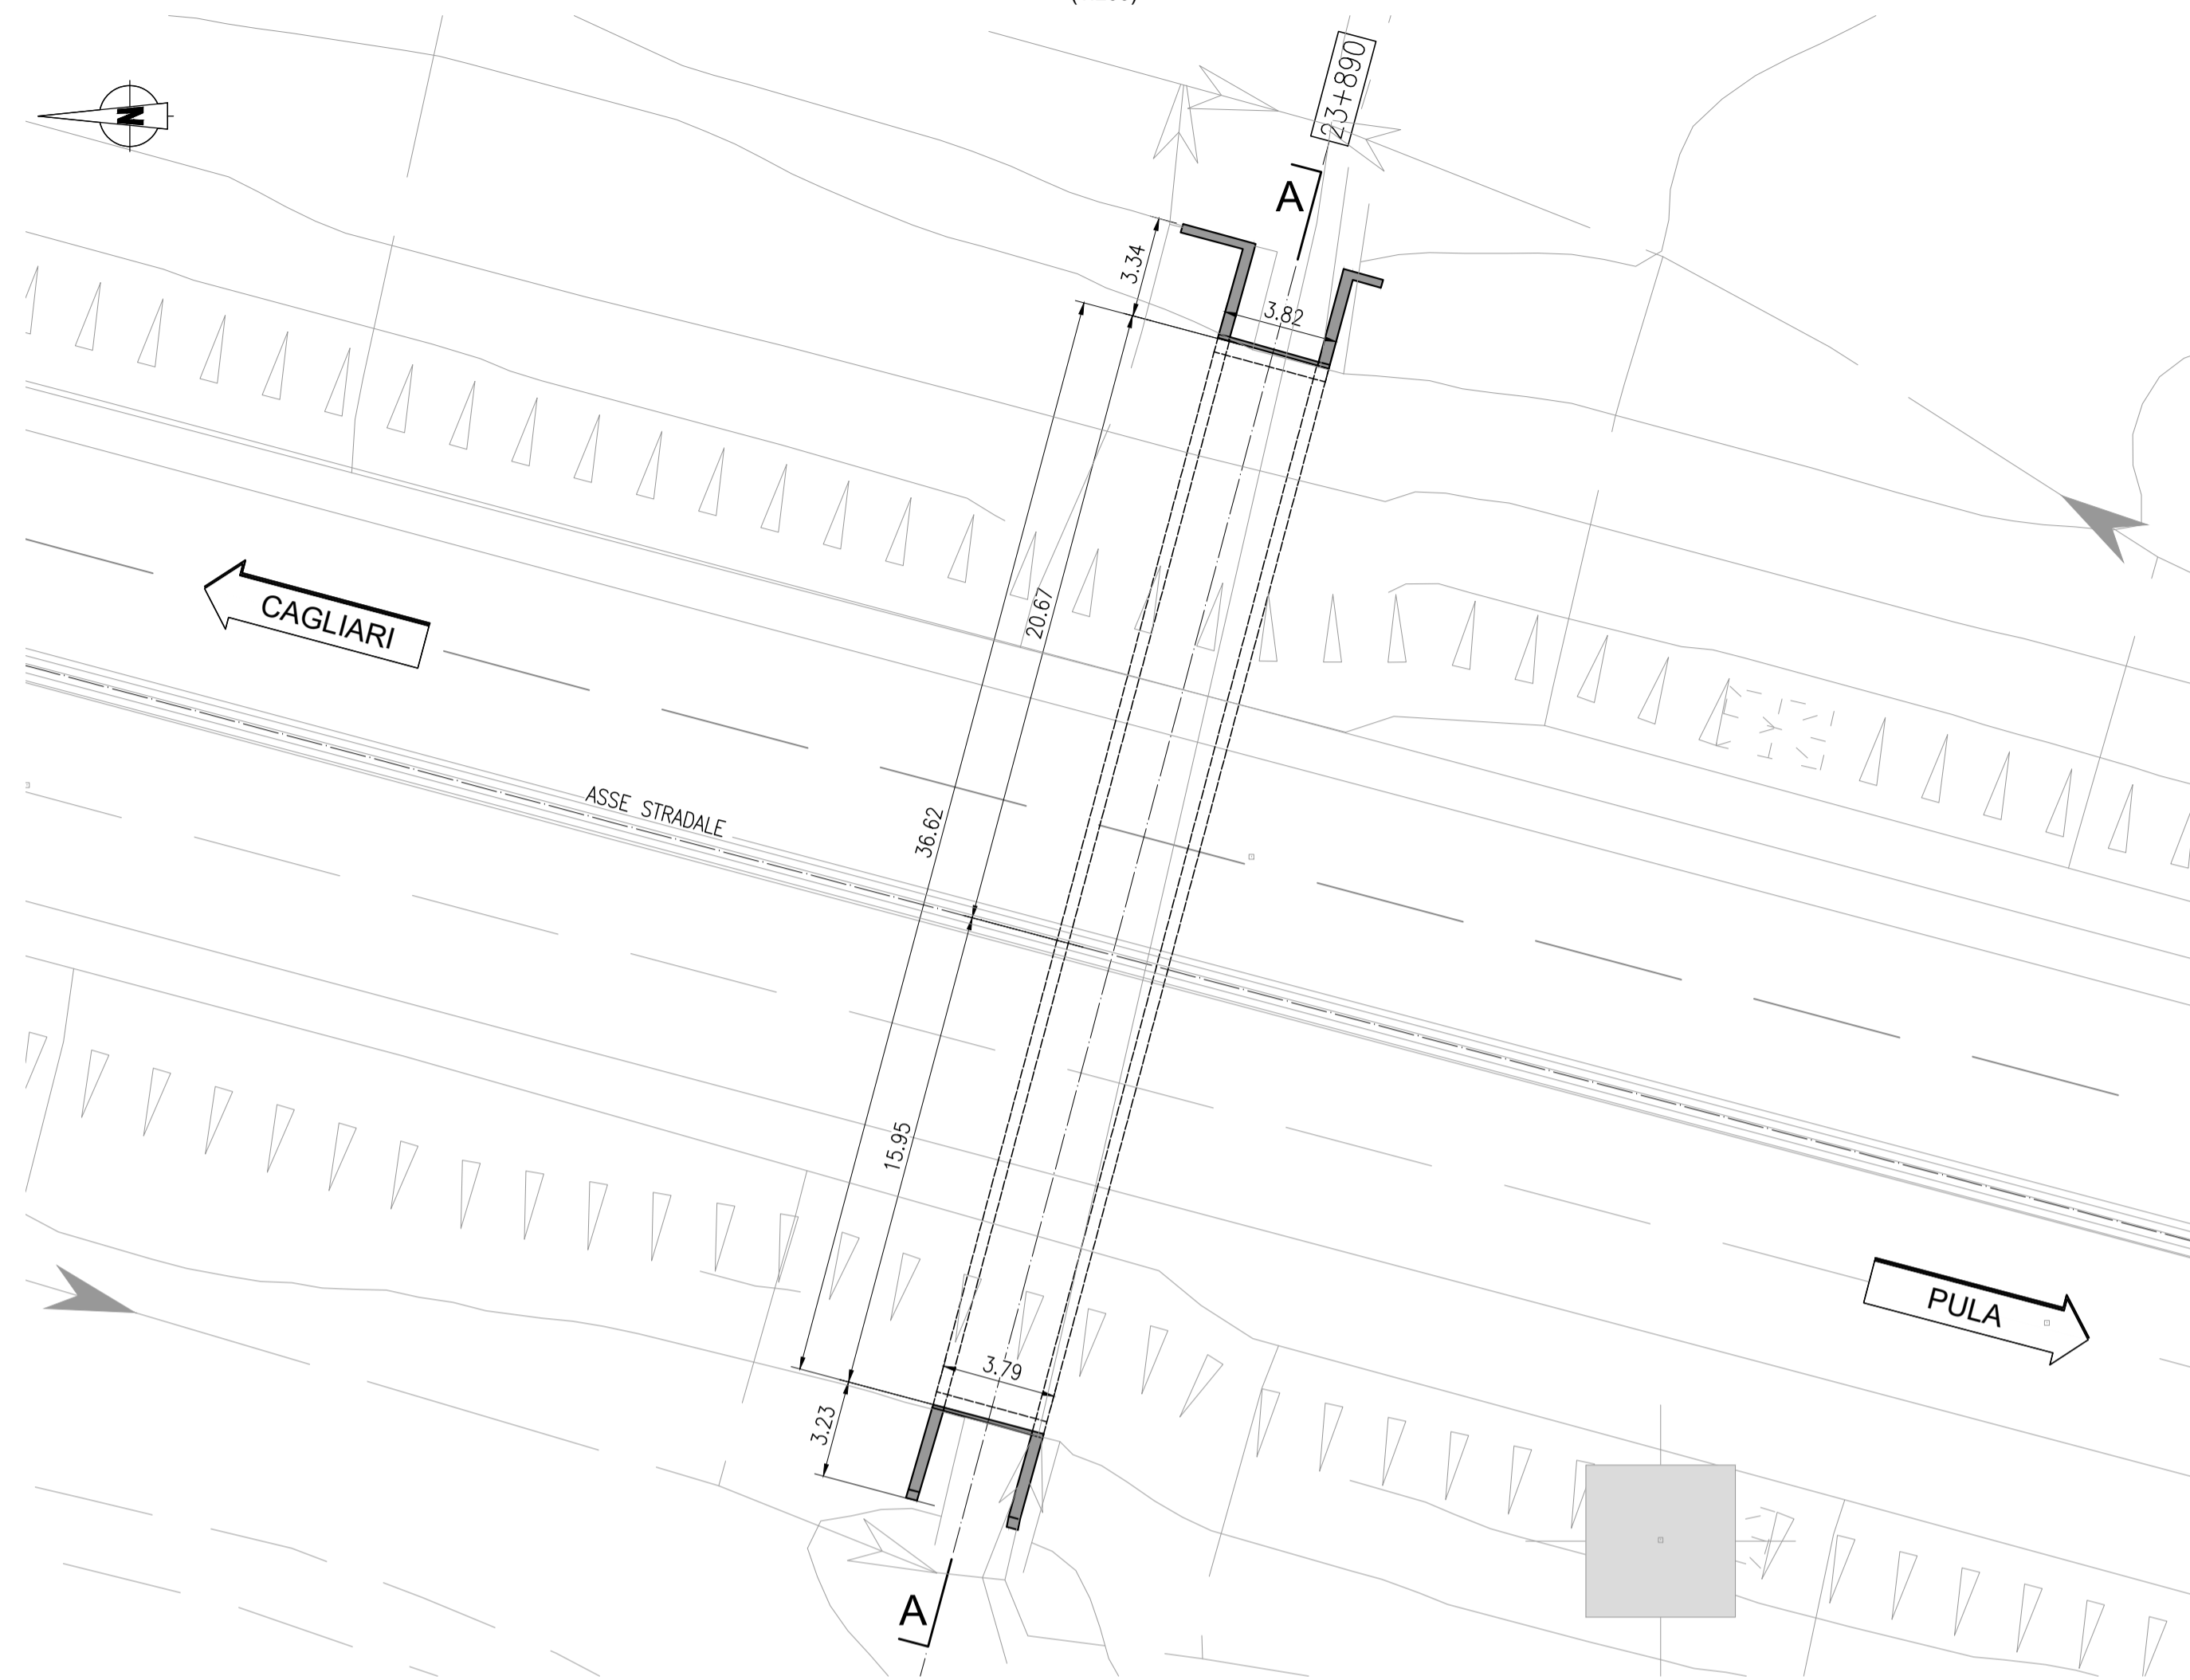 23+890
N
A
3.34
3.82
CAGLIARI
20.67
ASSE STRADALE
36.62
15.95
PULA
3.79
3.23
A